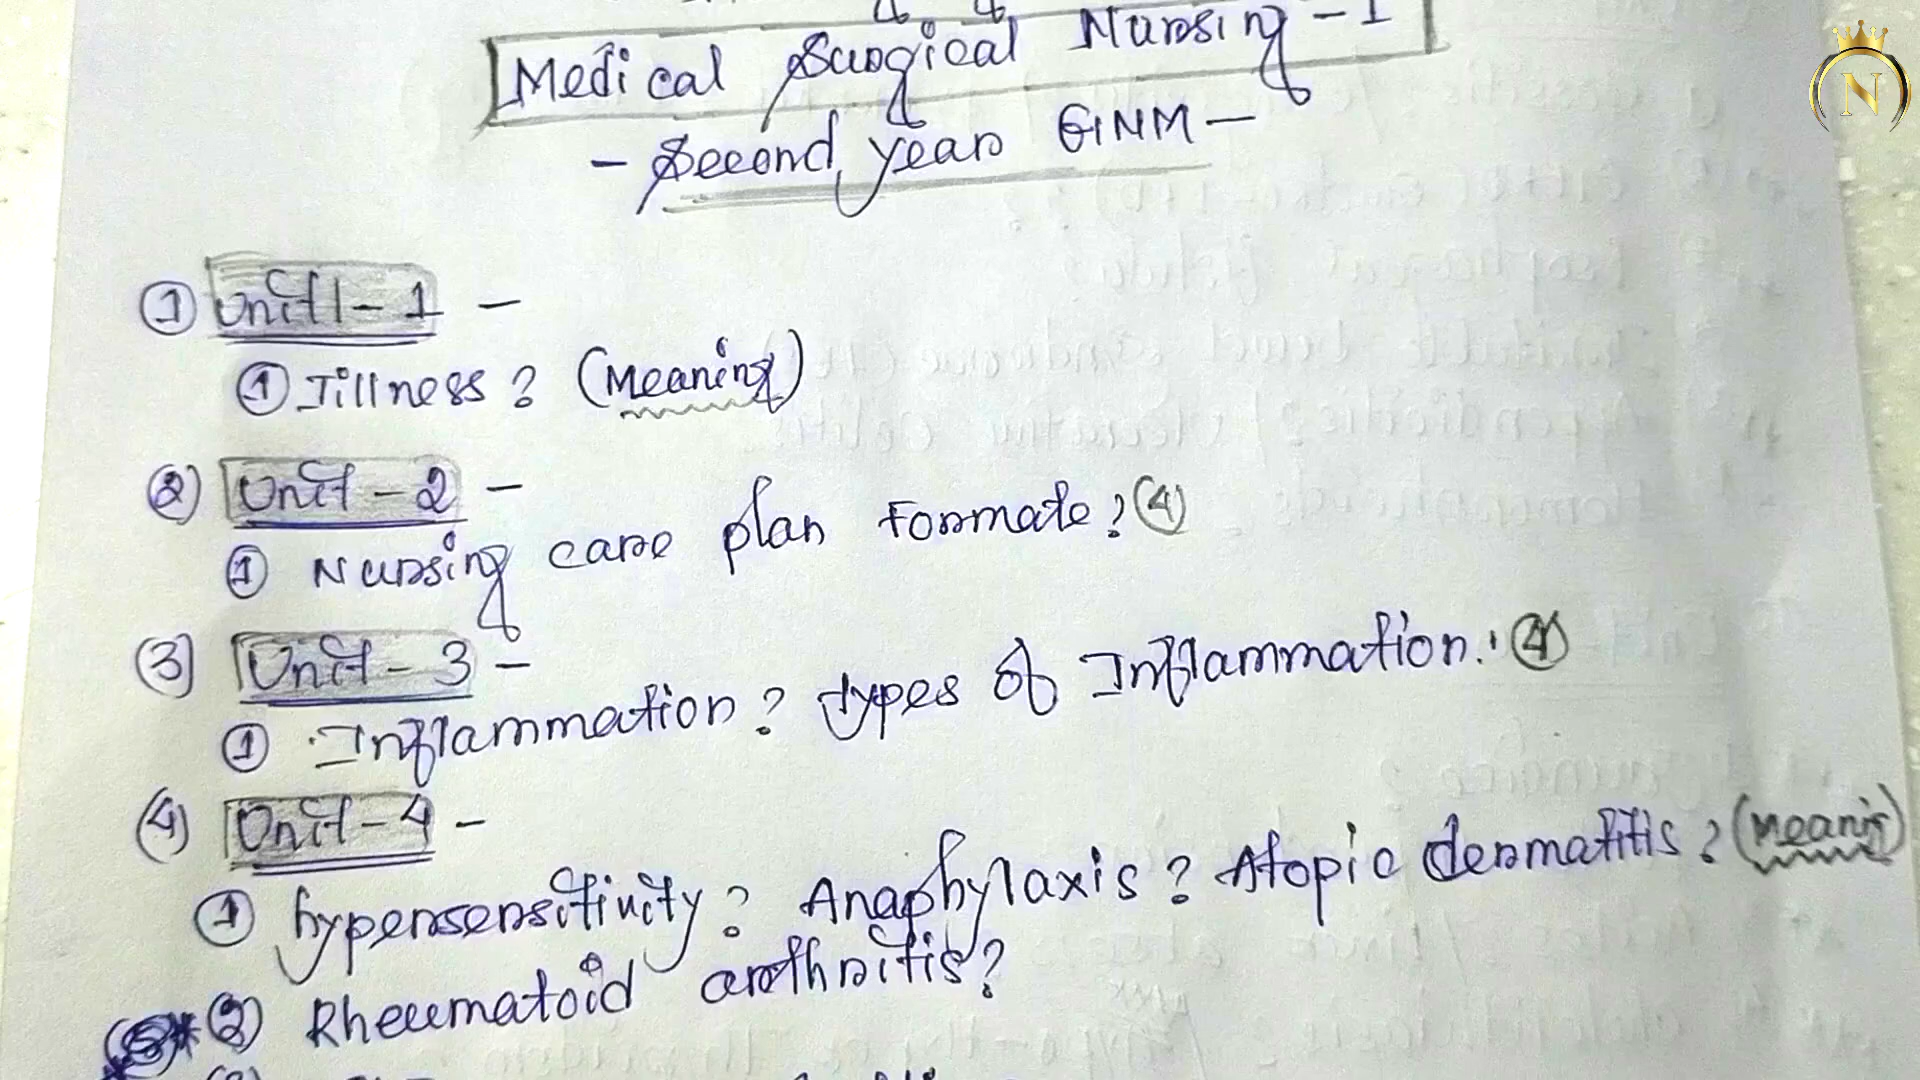 Medical Surgical Nursing - I
- Second year GNM -
① Unit - 1 -
① Illness? (Meaning)
② Unit - 2 -
① Nursing care plan Formate? ④
③ Unit - 3 -
① Inflammation? types of Inflammation. ④
④ Unit - 4 -
① hypersensitivity? Anaphylaxis? Atopic dermatitis? (Meanig)
* ② Rheumatoid arthritis?
N